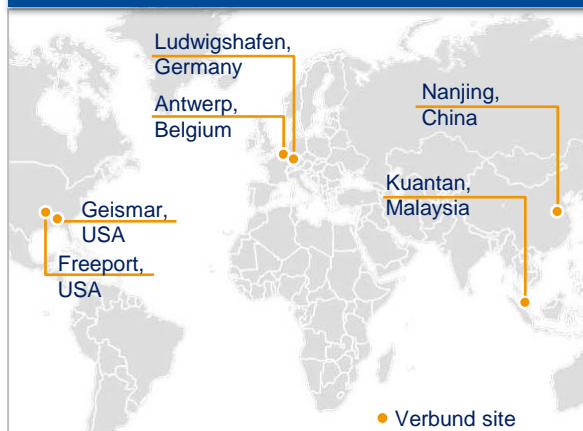 Ludwigshafen,
Germany
Antwerp,
Belgium
Nanjing,
China
Kuantan,
Malaysia
Geismar,
USA
Freeport,
USA
Verbund site